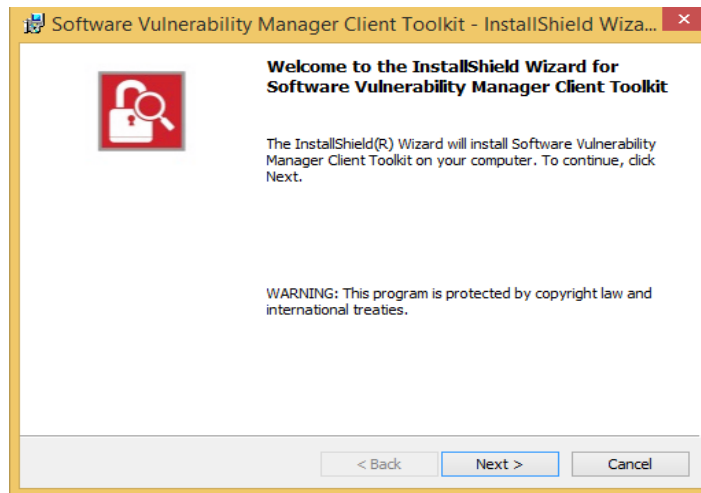 Software Vulnerability Manager Client Toolkit - InstallShield Wiza...
Welcome to the InstallShield Wizard for
Software Vulnerability Manager Client Toolkit
The InstallShield(R) Wizard will install Software Vulnerability
Manager Client Toolkit on your computer. To continue, click
Next.
WARNING: This program is protected by copyright law and
international treaties.
< Back
Next >
Cancel